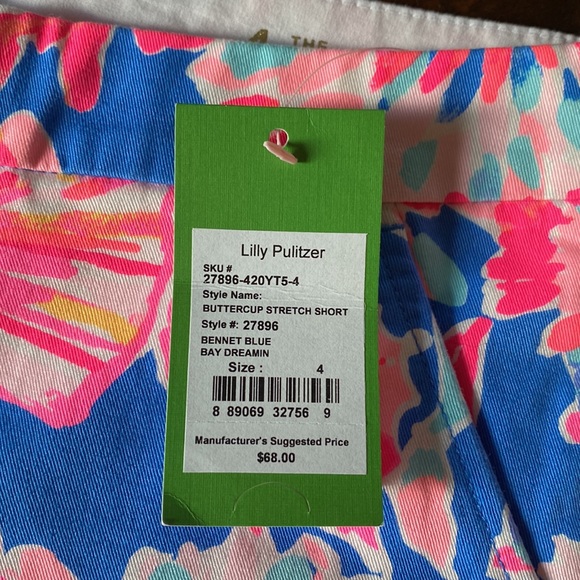 THE
Lilly Pulitzer
SKU #
27896-420YT5-4
Style Name:
BUTTERCUP STRETCH SHORT
Style #: 27896
BENNET BLUE
BAY DREAMIN
Size : 4
8 89069 32756 9
Manufacturer's Suggested Price
$68.00